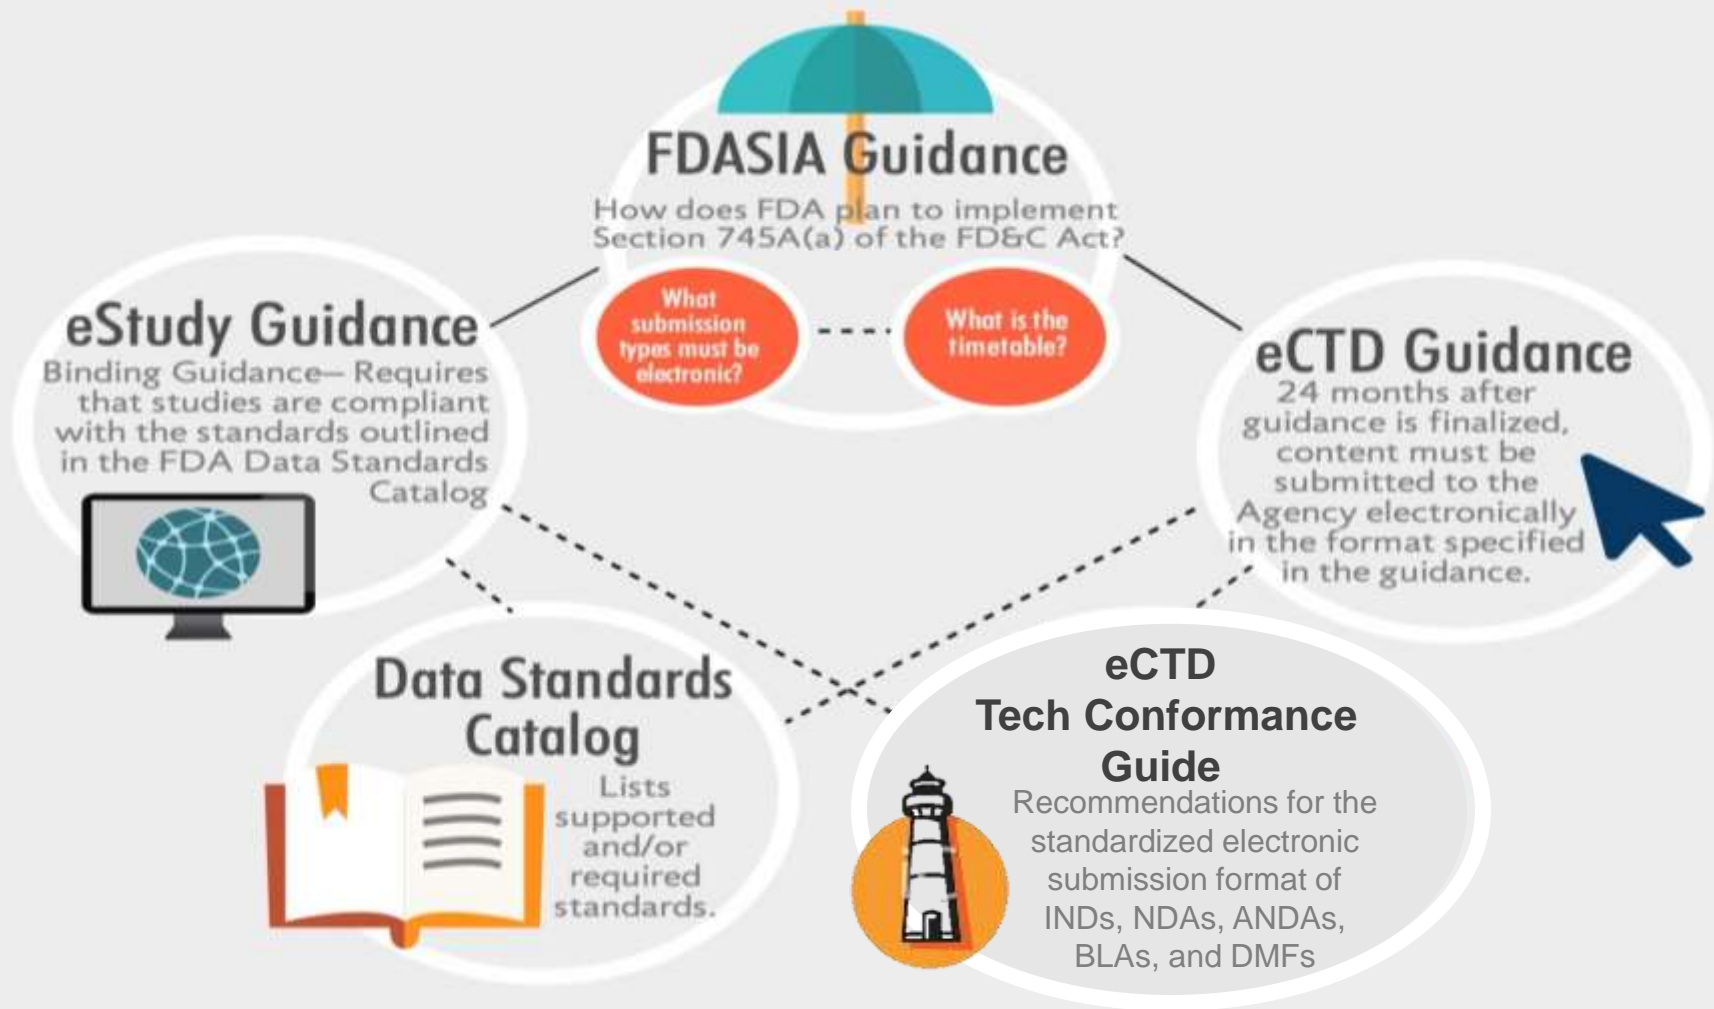 FDASIA Guidance
How does FDA plan to implement
Section 745A(a) of the FD&C Act?
What
submission
types must be
electronic?
What is the
timetable?
eStudy Guidance
Binding Guidance— Requires
that studies are compliant
with the standards outlined
in the FDA Data Standards
Catalog
eCTD Guidance
24 months after
guidance is finalized,
content must be
submitted to the
Agency electronically
in the format specified
in the guidance.
Data Standards
Catalog
Lists
supported
and/or
required
standards.
eCTD
Tech Conformance
Guide
Recommendations for the
standardized electronic
submission format of
INDs, NDAs, ANDAs,
BLAs, and DMFs